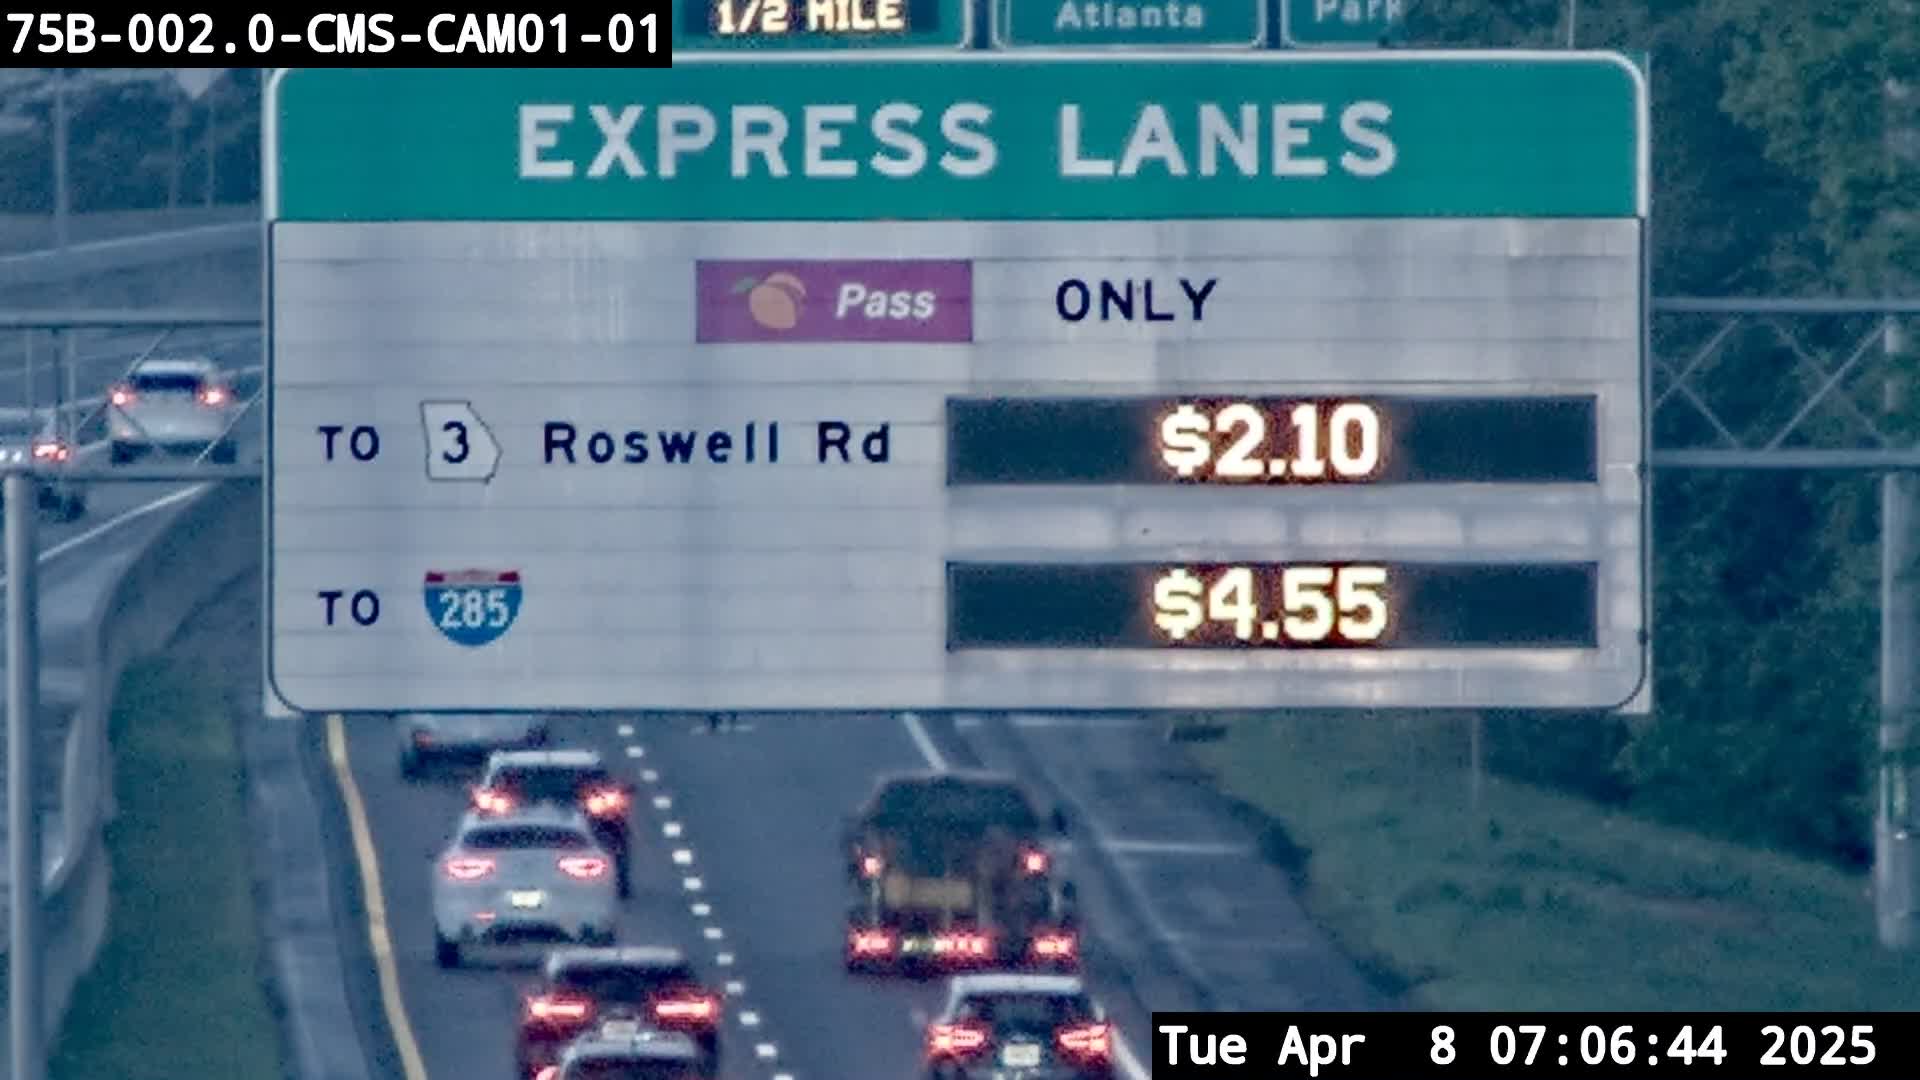 75B-002.0-CMS-CAM01-01
1/2 MILE
Atlanta
Park
EXPRESS LANES
Pass ONLY
TO 3 Roswell Rd $2.10
TO 285 $4.55
Tue Apr 8 07:06:44 2025